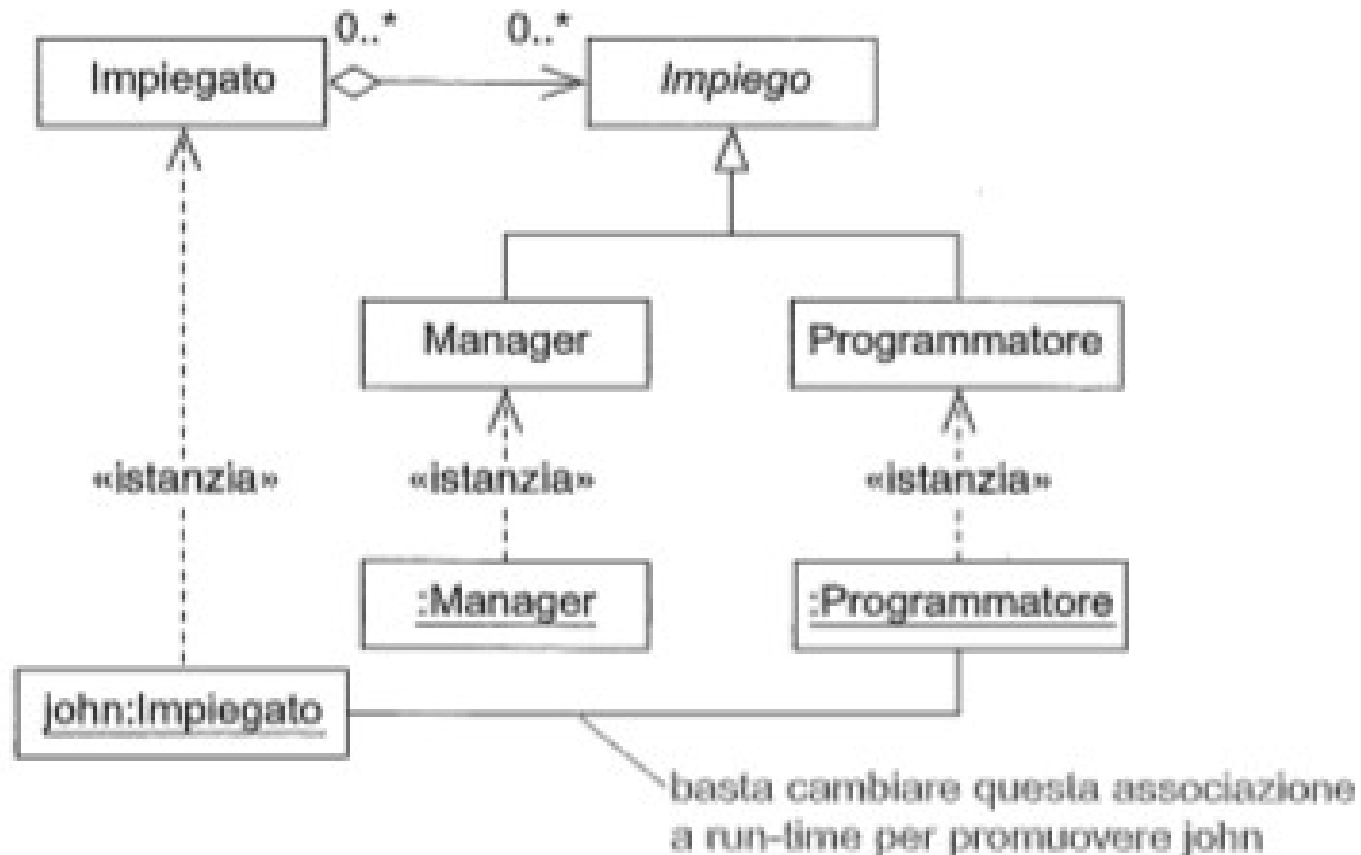 0..*
0..*
Impiegato
Impiego
Manager
Programmatore
«istanzia»
«istanzia»
«istanzia»
:Manager
:Programmatore
john:Impiegato
basta cambiare questa associazione
a run-time per promuovere john